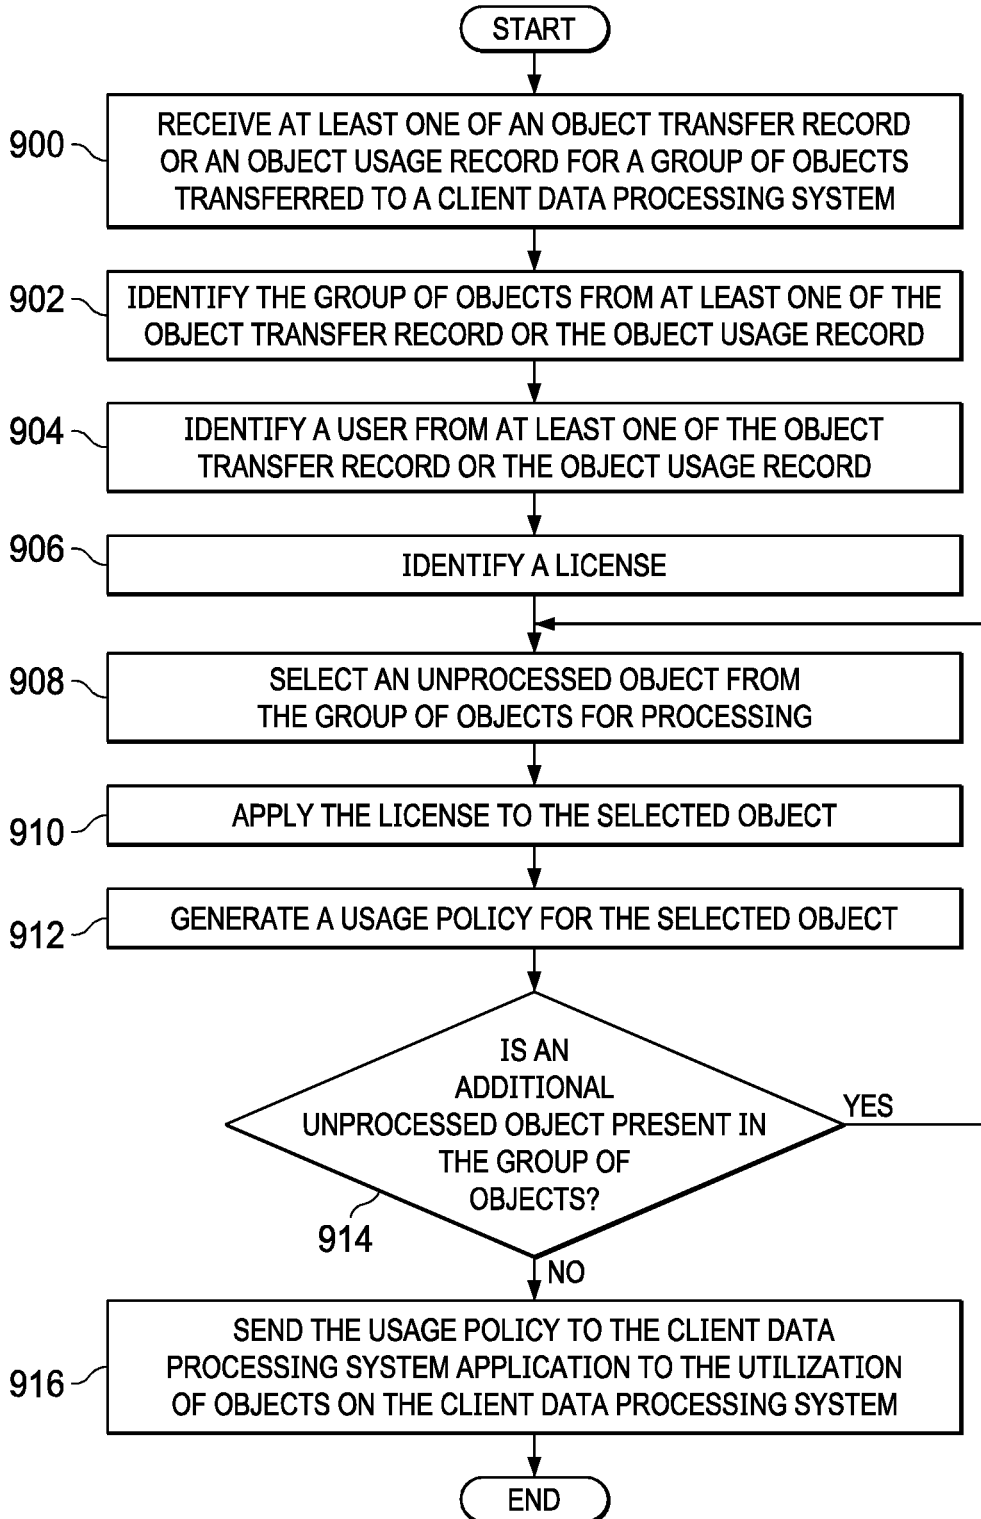 START
900
RECEIVE AT LEAST ONE OF AN OBJECT TRANSFER RECORD
OR AN OBJECT USAGE RECORD FOR A GROUP OF OBJECTS
TRANSFERRED TO A CLIENT DATA PROCESSING SYSTEM
902
IDENTIFY THE GROUP OF OBJECTS FROM AT LEAST ONE OF THE
OBJECT TRANSFER RECORD OR THE OBJECT USAGE RECORD
904
IDENTIFY A USER FROM AT LEAST ONE OF THE OBJECT
TRANSFER RECORD OR THE OBJECT USAGE RECORD
906
IDENTIFY A LICENSE
908
SELECT AN UNPROCESSED OBJECT FROM
THE GROUP OF OBJECTS FOR PROCESSING
910
APPLY THE LICENSE TO THE SELECTED OBJECT
912
GENERATE A USAGE POLICY FOR THE SELECTED OBJECT
IS AN
ADDITIONAL
UNPROCESSED OBJECT PRESENT IN
THE GROUP OF
OBJECTS?
YES
914
NO
916
SEND THE USAGE POLICY TO THE CLIENT DATA
PROCESSING SYSTEM APPLICATION TO THE UTILIZATION
OF OBJECTS ON THE CLIENT DATA PROCESSING SYSTEM
END